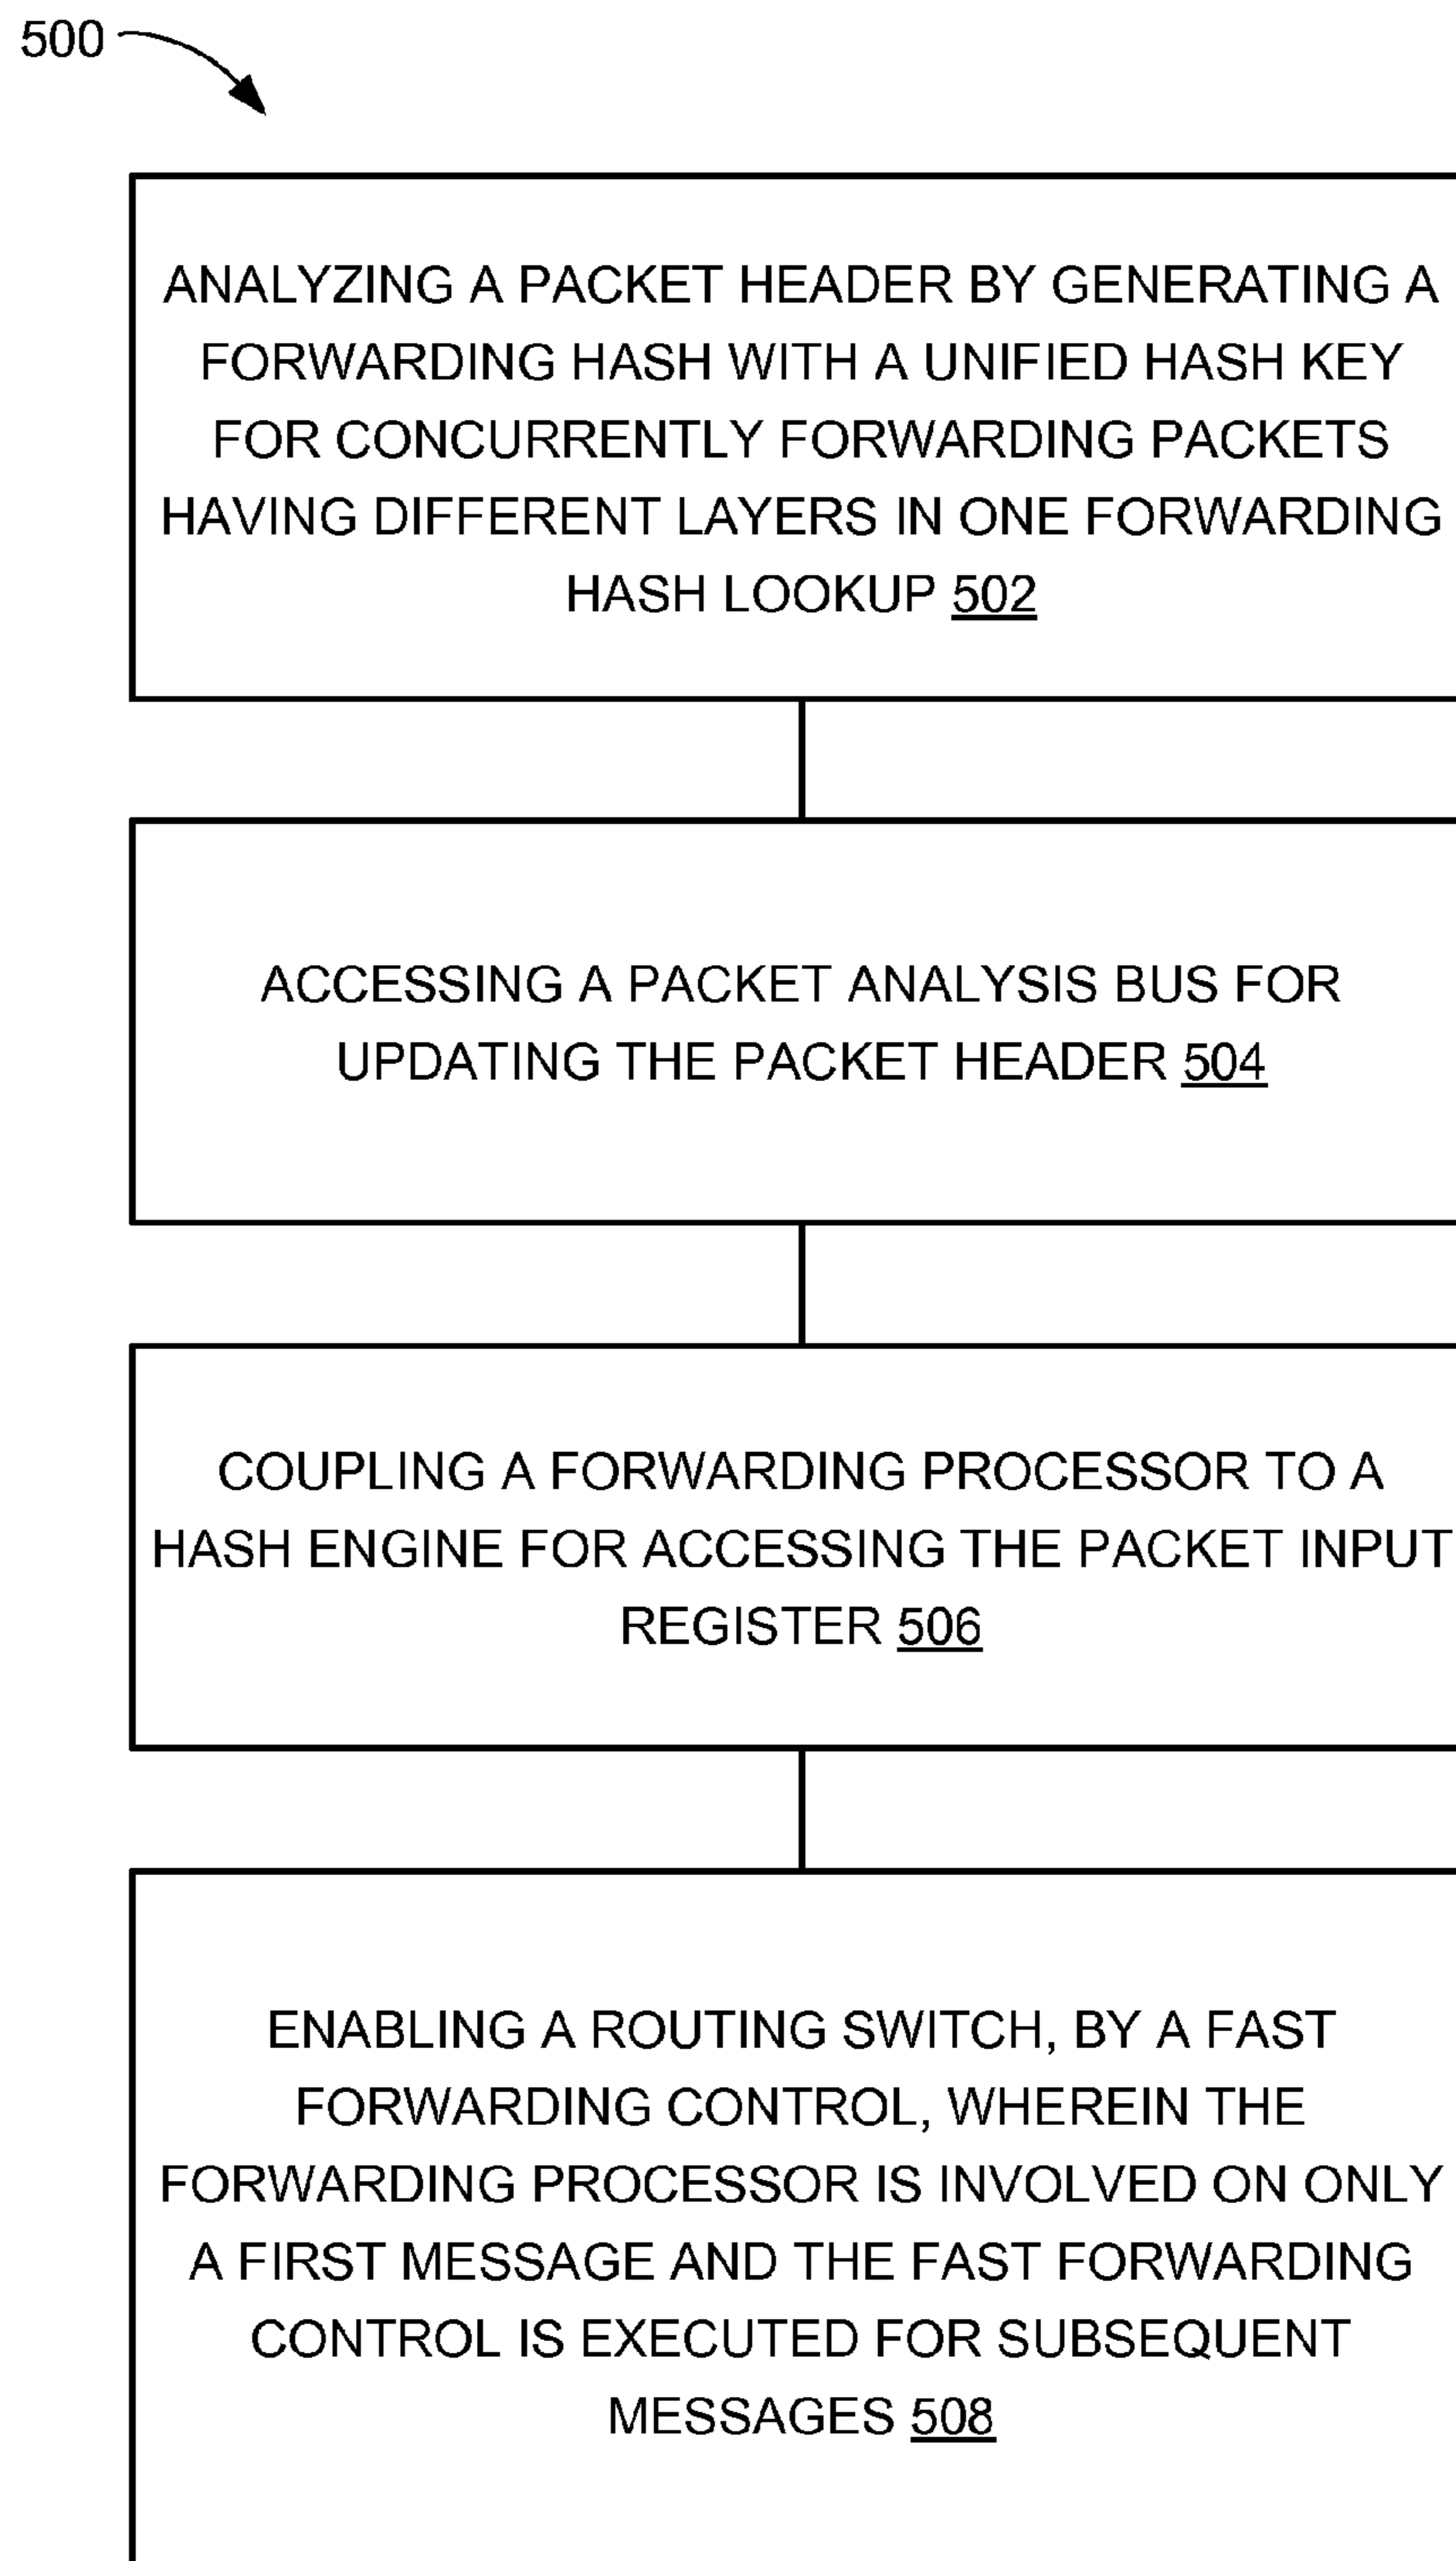 500
ANALYZING A PACKET HEADER BY GENERATING A
FORWARDING HASH WITH A UNIFIED HASH KEY
FOR CONCURRENTLY FORWARDING PACKETS
HAVING DIFFERENT LAYERS IN ONE FORWARDING
HASH LOOKUP 502
ACCESSING A PACKET ANALYSIS BUS FOR
UPDATING THE PACKET HEADER 504
COUPLING A FORWARDING PROCESSOR TO A
HASH ENGINE FOR ACCESSING THE PACKET INPUT
REGISTER 506
ENABLING A ROUTING SWITCH, BY A FAST
FORWARDING CONTROL, WHEREIN THE
FORWARDING PROCESSOR IS INVOLVED ON ONLY
A FIRST MESSAGE AND THE FAST FORWARDING
CONTROL IS EXECUTED FOR SUBSEQUENT
MESSAGES 508